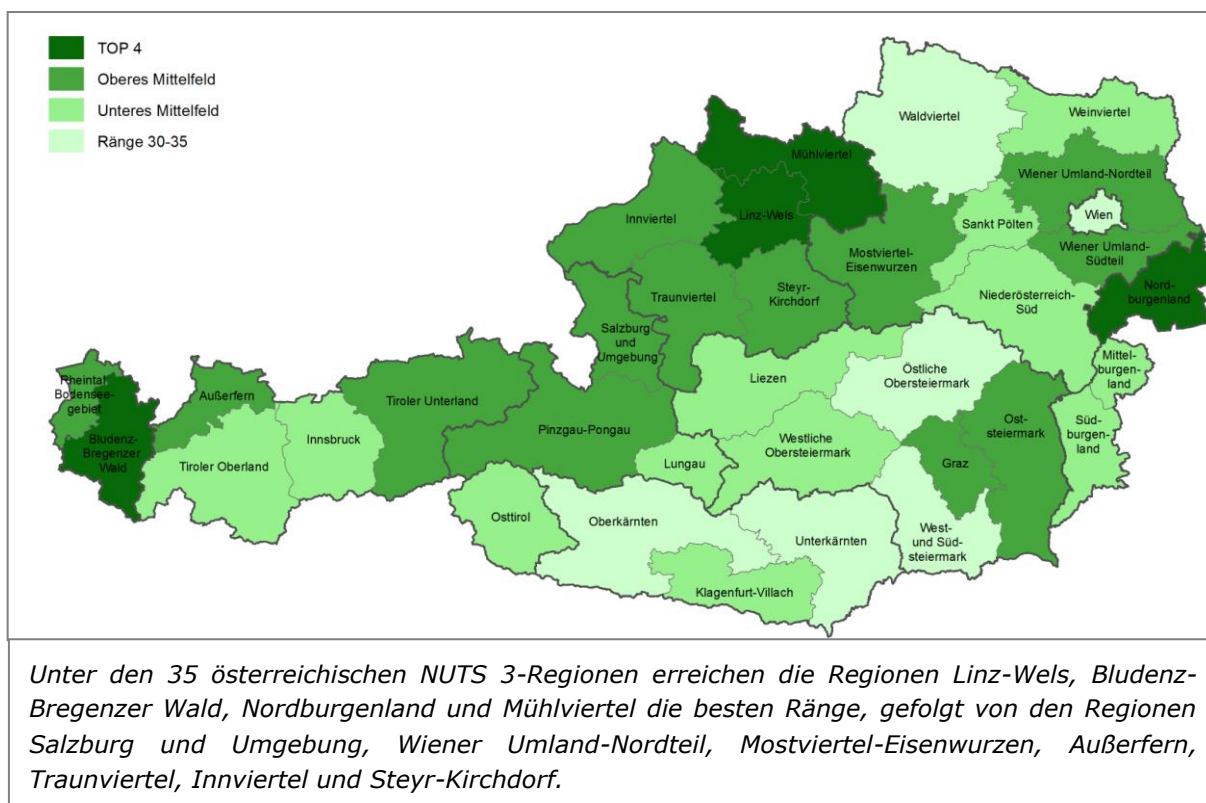 TOP 4
Oberes Mittelfeld
Unteres Mittelfeld
Ränge 30-35
Waldviertel
Weinviertel
Mühlviertel
Wiener Umland-Nordteil
Innviertel
Linz-Wels
Wien
Sankt Pölten
Mostviertel-
Eisenwurzen
Wiener Umland-
Südteil
Nord-
burgenland
Traunviertel
Steyr-
Kirchdorf
Niederösterreich-
Süd
Salzburg
und
Umgebung
Mittel-
burgen-
land
Liezen
Östliche
Obersteiermark
Rheintal
Bodensee-
gebiet
Außerfern
Tiroler Unterland
Ost-
steiermark
Süd-
burgen-
land
Bludenz-
Bregenzer
Wald
Innsbruck
Pinzgau-Pongau
Westliche
Obersteiermark
Graz
Tiroler Oberland
Lungau
Osttirol
Oberkärnten
Unterkärnten
West-
und Süd-
steiermark
Klagenfurt-Villach
Unter den 35 österreichischen NUTS 3-Regionen erreichen die Regionen Linz-Wels, Bludenz-
Bregenzer Wald, Nordburgenland und Mühlviertel die besten Ränge, gefolgt von den Regionen
Salzburg und Umgebung, Wiener Umland-Nordteil, Mostviertel-Eisenwurzen, Außerfern,
Traunviertel, Innviertel und Steyr-Kirchdorf.